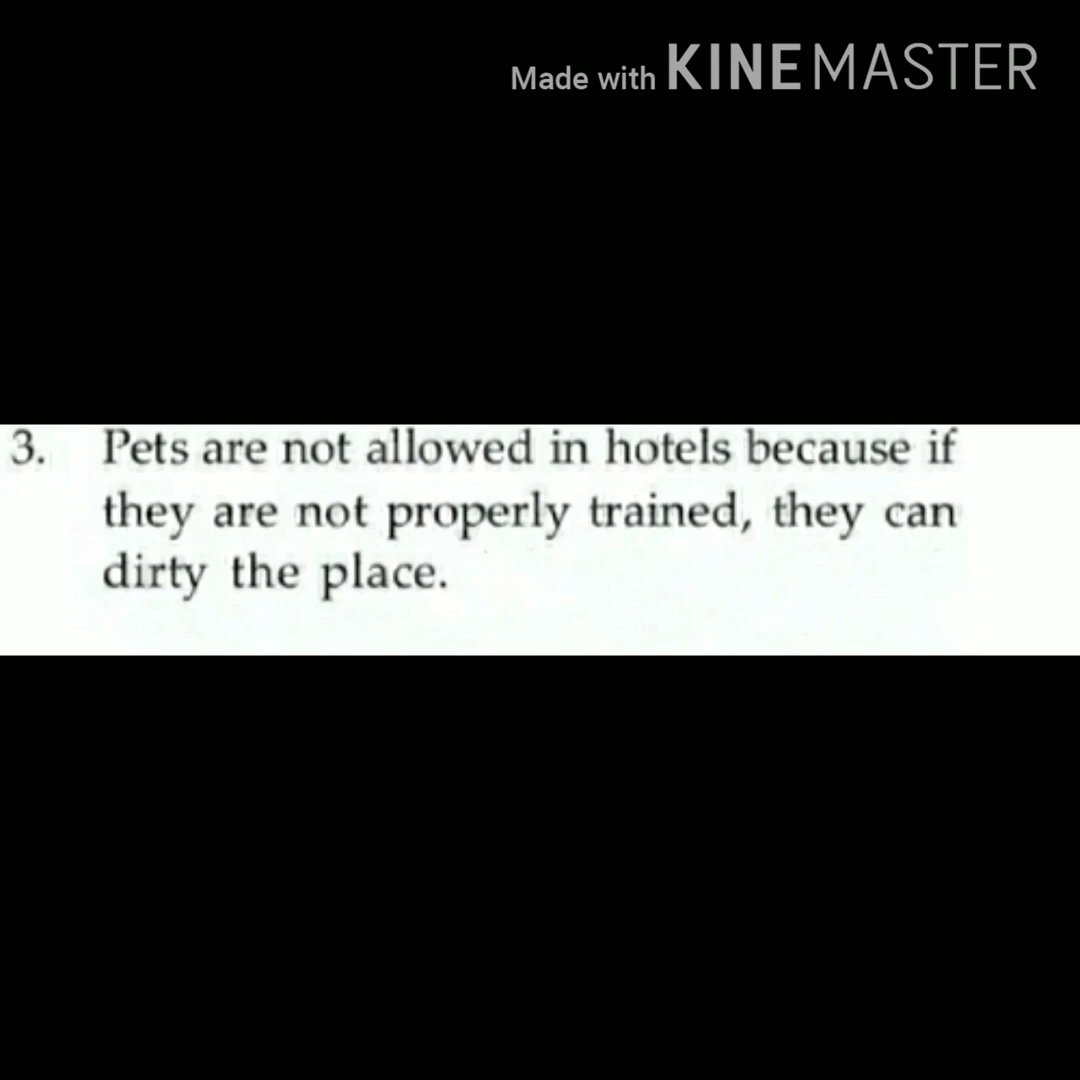 Made with KINEMASTER
3. Pets are not allowed in hotels because if
they are not properly trained, they can
dirty the place.